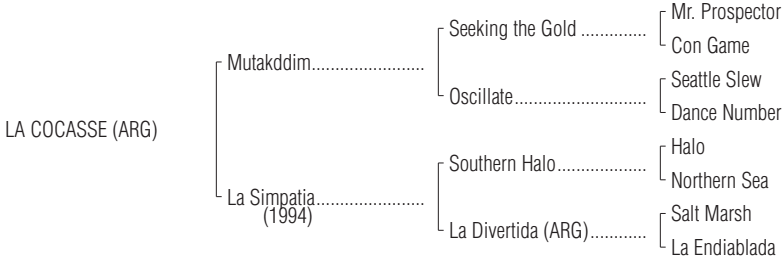 Mr. Prospector
Seeking the Gold ..............
Con Game
Mutakddim.......................
Seattle Slew
Oscillate...........................
Dance Number
LA COCASSE (ARG)
Halo
Southern Halo...................
Northern Sea
La Simpatia......................
(1994)
Salt Marsh
La Divertida (ARG)............
La Endiablada